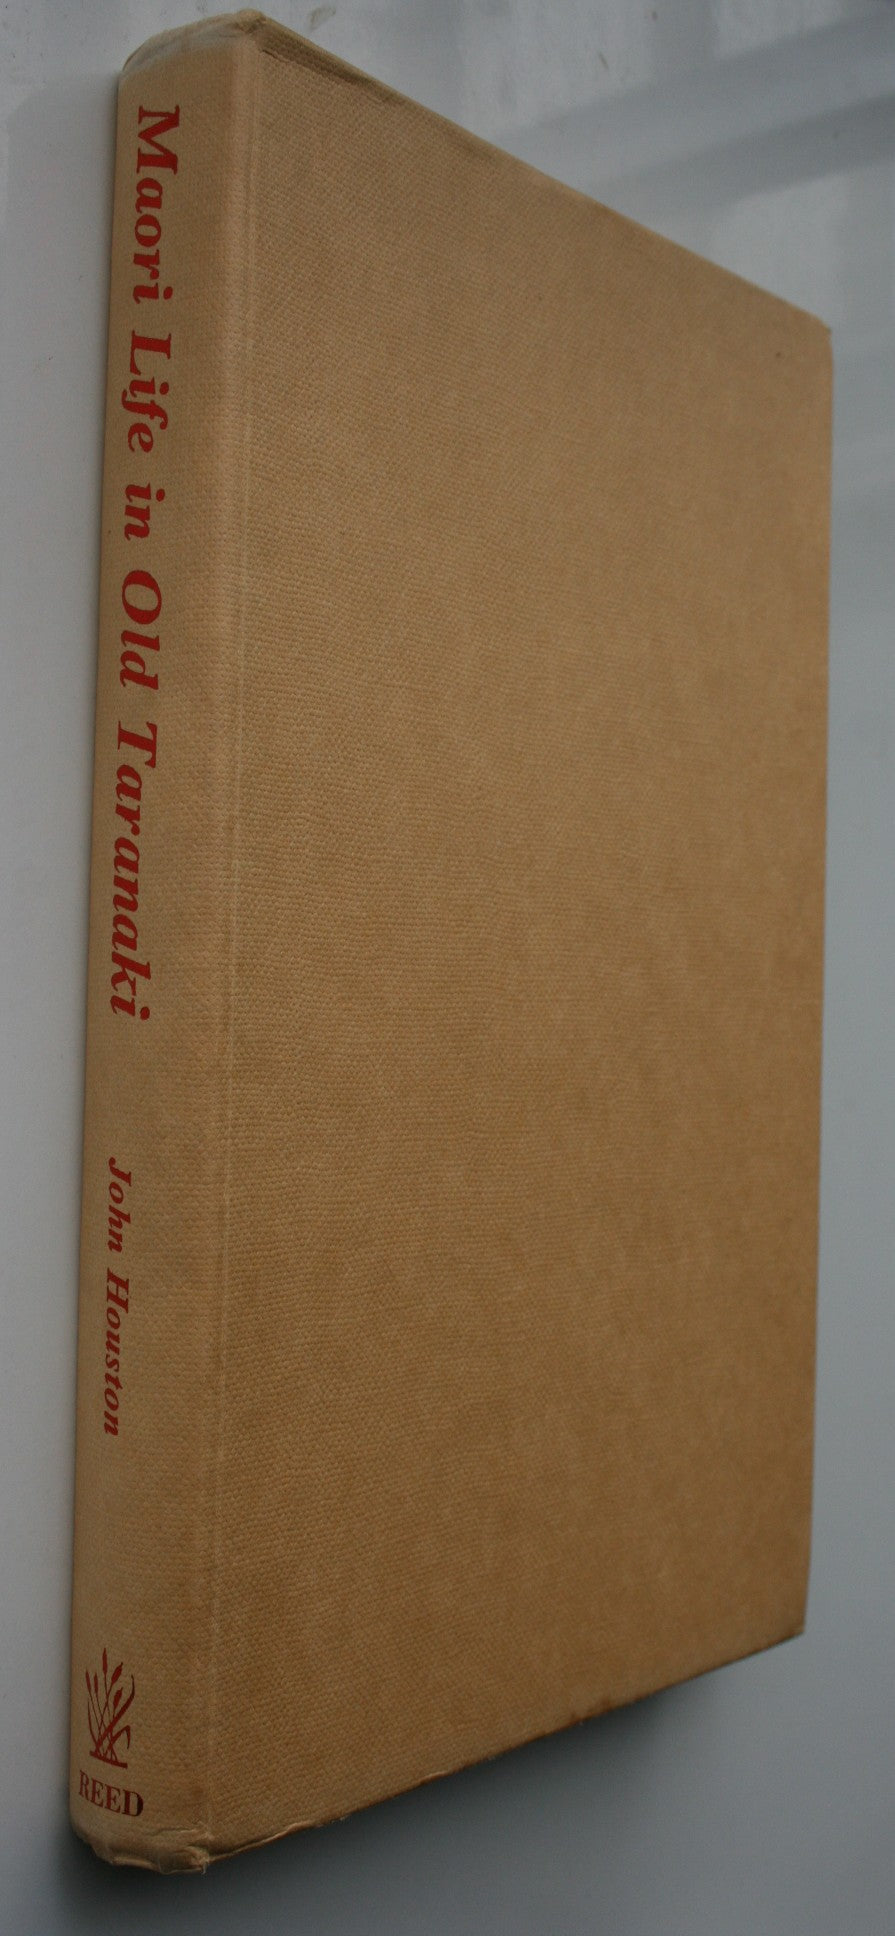 Maori Life in Old Taranaki
John Houston
REED